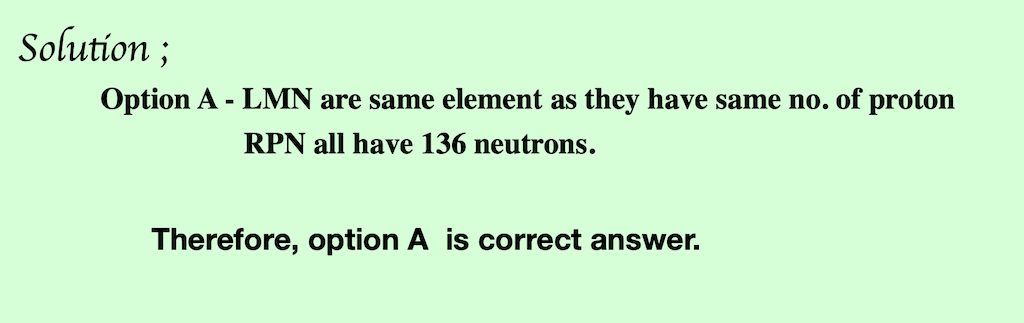 Solution ;
Option A - LMN are same element as they have same no. of proton
RPN all have 136 neutrons.
Therefore, option A is correct answer.